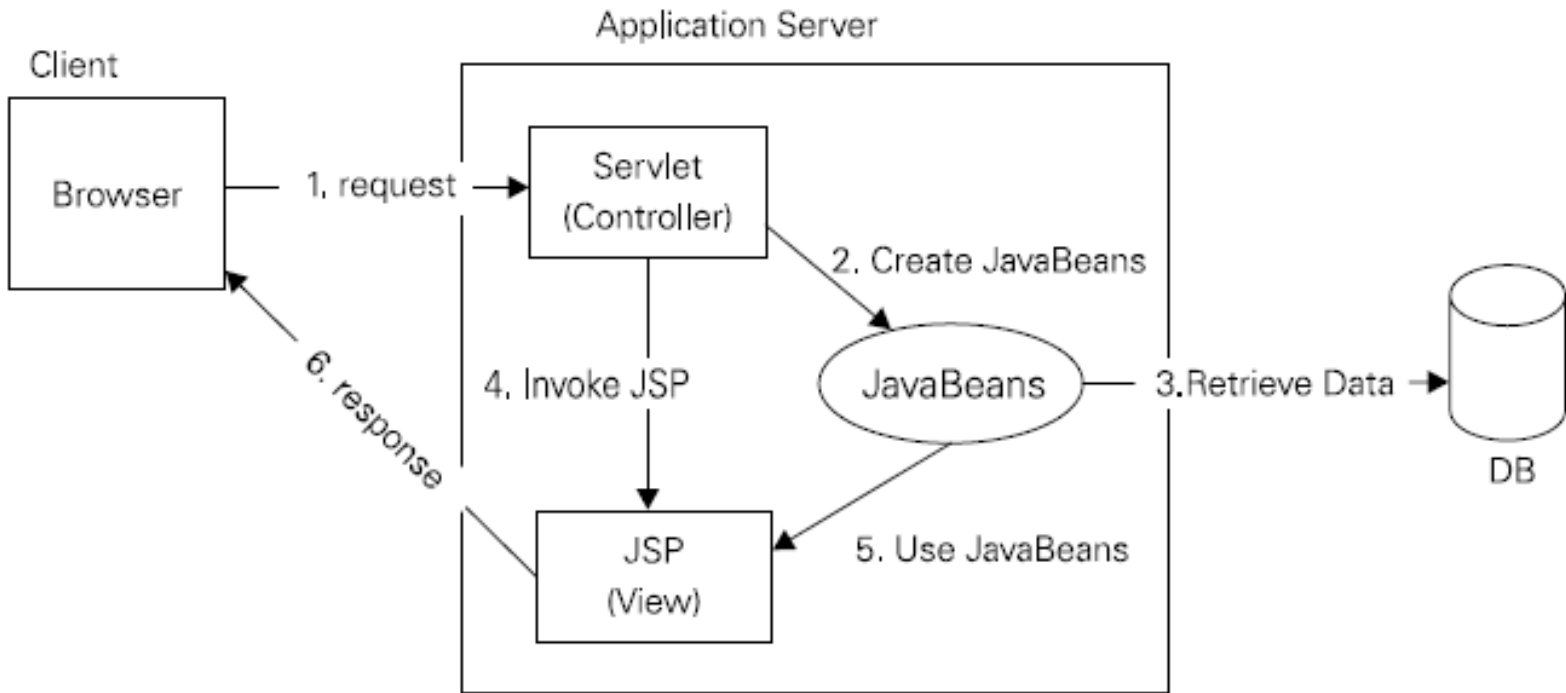 Application Server
Client
Browser
1. request
Servlet
(Controller)
2. Create JavaBeans
JavaBeans
3.Retrieve Data
DB
4. Invoke JSP
5. Use JavaBeans
JSP
(View)
6. response